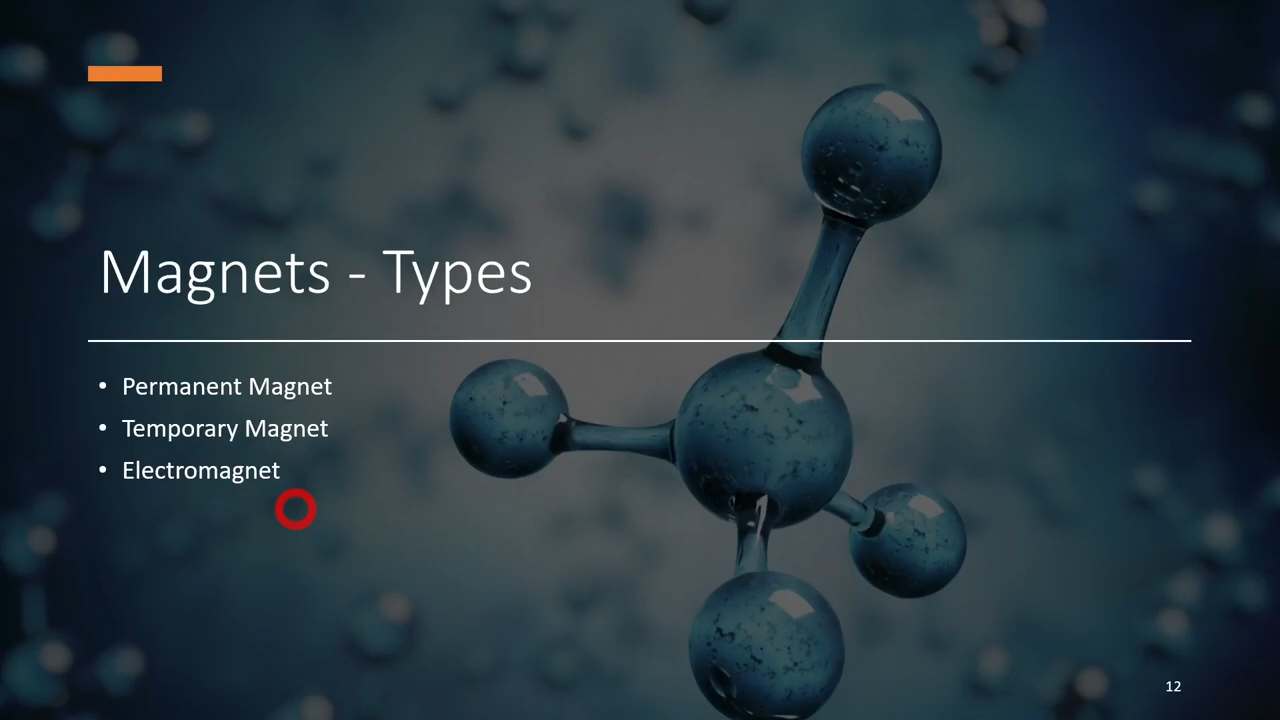 Magnets - Types
• Permanent Magnet
• Temporary Magnet
• Electromagnet
12